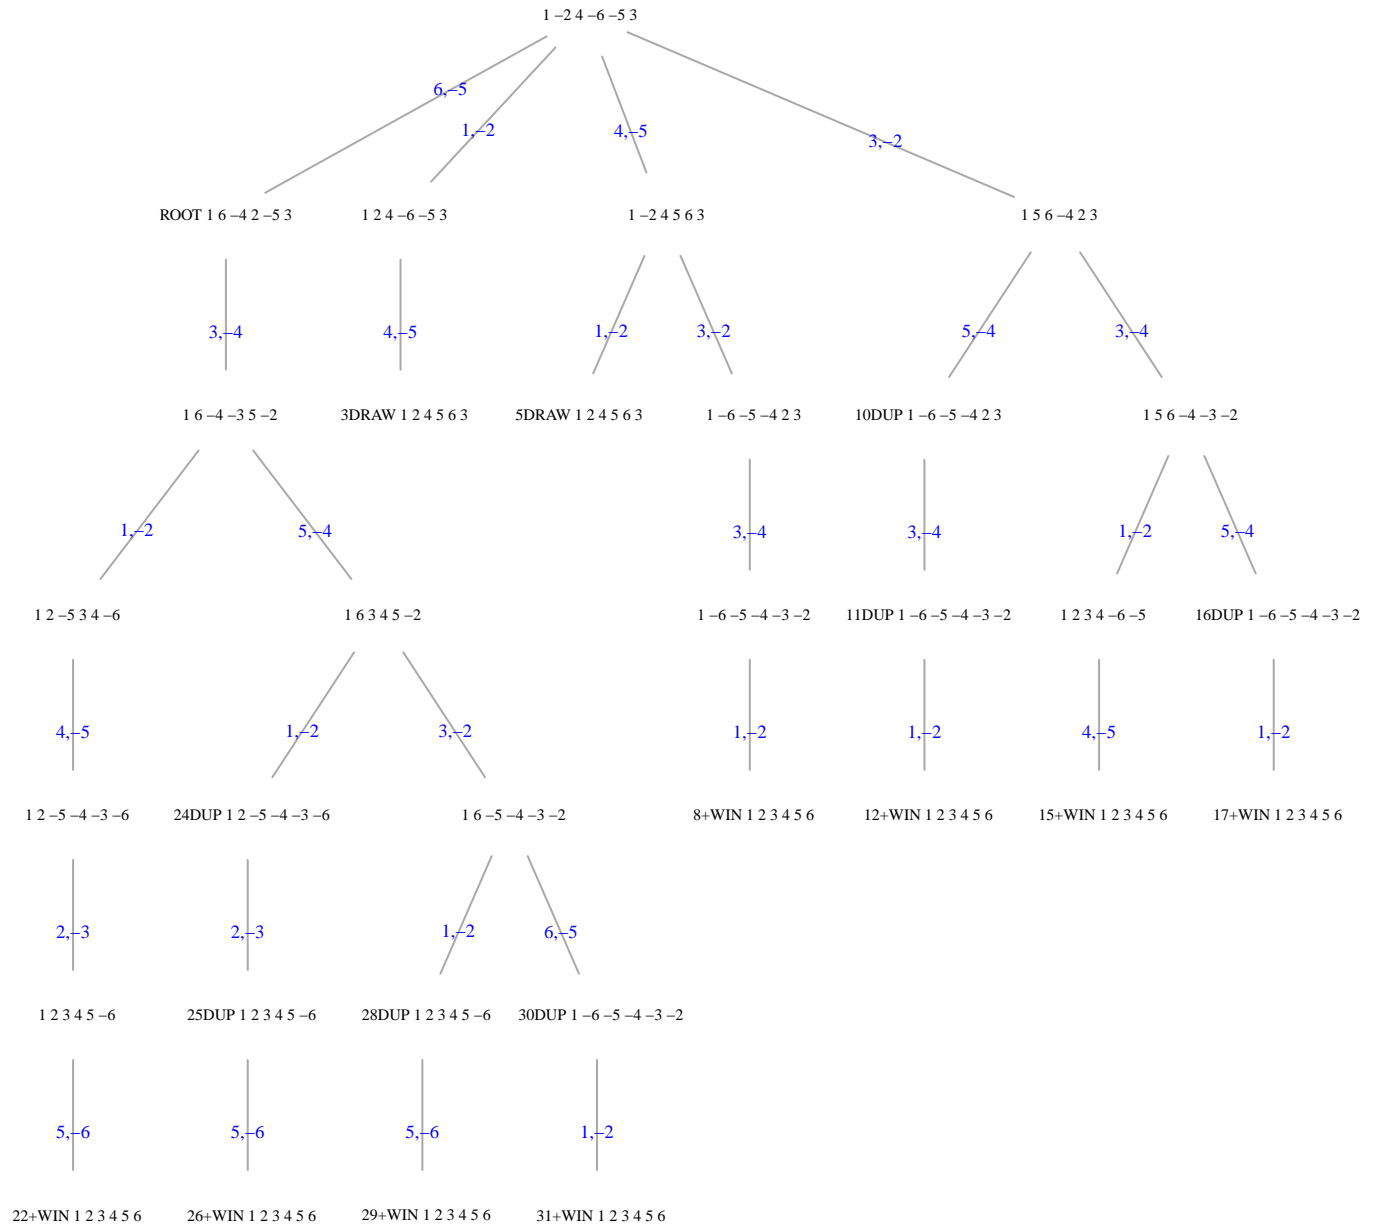 1 –2 4 –6 –5 3
6,–5
1,–2
4,–5
3,–2
ROOT 1 6 –4 2 –5 3
1 2 4 –6 –5 3
1 –2 4 5 6 3
1 5 6 –4 2 3
3,–4
4,–5
1,–2
3,–2
5,–4
3,–4
1 6 –4 –3 5 –2
3DRAW 1 2 4 5 6 3
5DRAW 1 2 4 5 6 3
1 –6 –5 –4 2 3
10DUP 1 –6 –5 –4 2 3
1 5 6 –4 –3 –2
1,–2
5,–4
3,–4
3,–4
1,–2
5,–4
1 2 –5 3 4 –6
1 6 3 4 5 –2
1 –6 –5 –4 –3 –2
11DUP 1 –6 –5 –4 –3 –2
1 2 3 4 –6 –5
16DUP 1 –6 –5 –4 –3 –2
4,–5
1,–2
3,–2
1,–2
1,–2
4,–5
1,–2
1 2 –5 –4 –3 –6
24DUP 1 2 –5 –4 –3 –6
1 6 –5 –4 –3 –2
8+WIN 1 2 3 4 5 6
12+WIN 1 2 3 4 5 6
15+WIN 1 2 3 4 5 6
17+WIN 1 2 3 4 5 6
2,–3
2,–3
1,–2
6,–5
1 2 3 4 5 –6
25DUP 1 2 3 4 5 –6
28DUP 1 2 3 4 5 –6
30DUP 1 –6 –5 –4 –3 –2
5,–6
5,–6
5,–6
1,–2
22+WIN 1 2 3 4 5 6
26+WIN 1 2 3 4 5 6
29+WIN 1 2 3 4 5 6
31+WIN 1 2 3 4 5 6